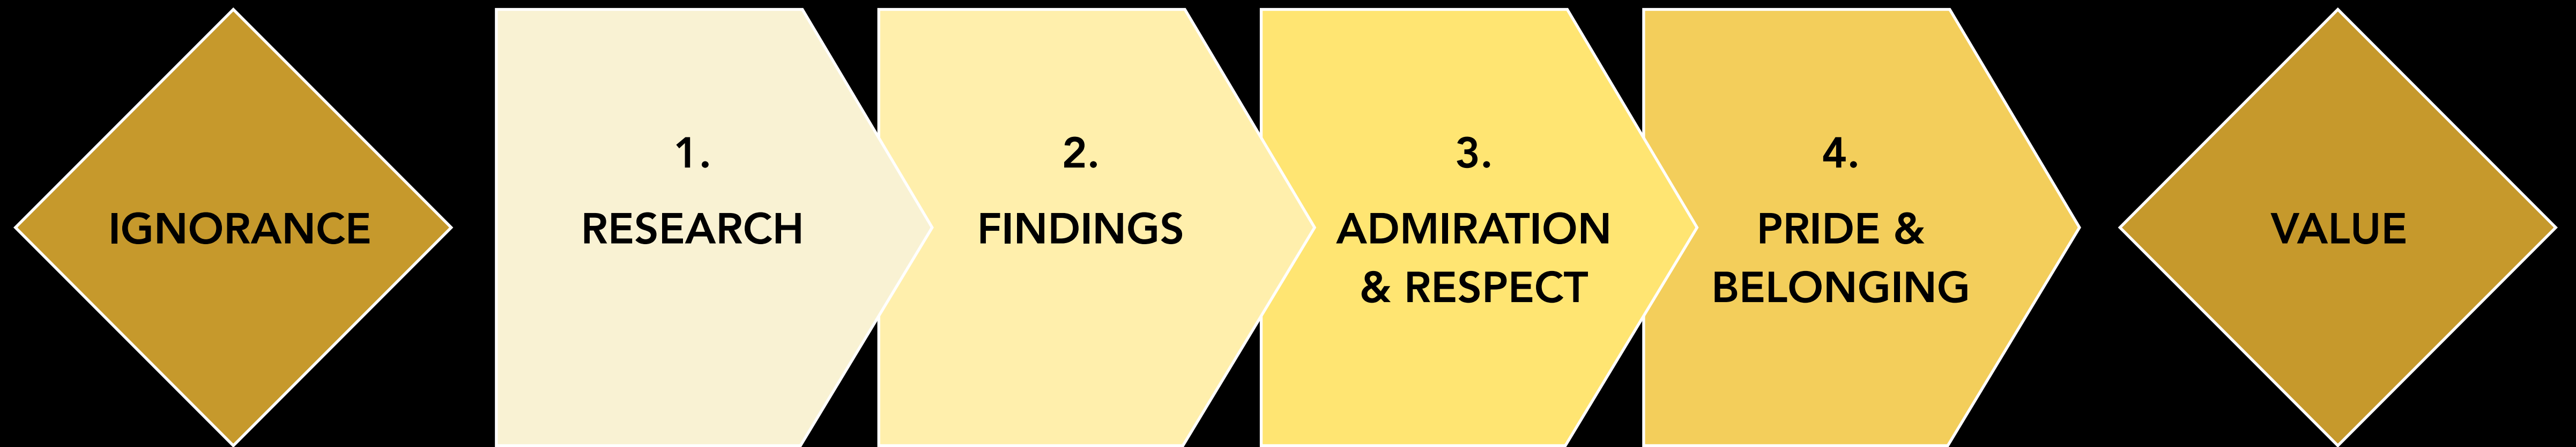 IGNORANCE
1.
RESEARCH
2.
FINDINGS
3.
ADMIRATION
& RESPECT
4.
PRIDE &
BELONGING
VALUE